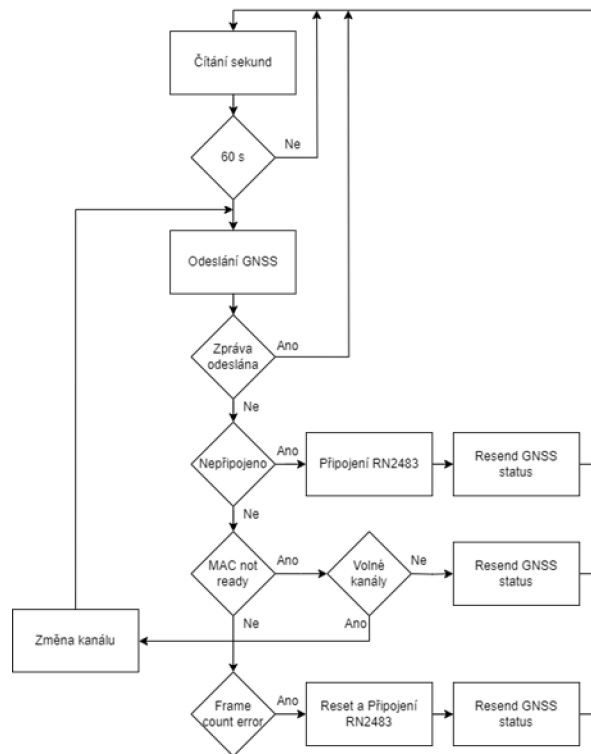 Čítání sekund
60 s
Ne
Odeslání GNSS
Zpráva
odeslána
Ano
Ne
Nepřipojeno
Ano
Připojení RN2483
Resend GNSS
status
Ne
MAC not
ready
Ano
Volné
kanály
Ne
Resend GNSS
status
Změna kanálu
Ne
Ano
Frame
count error
Ano
Reset a Připojení
RN2483
Resend GNSS
status